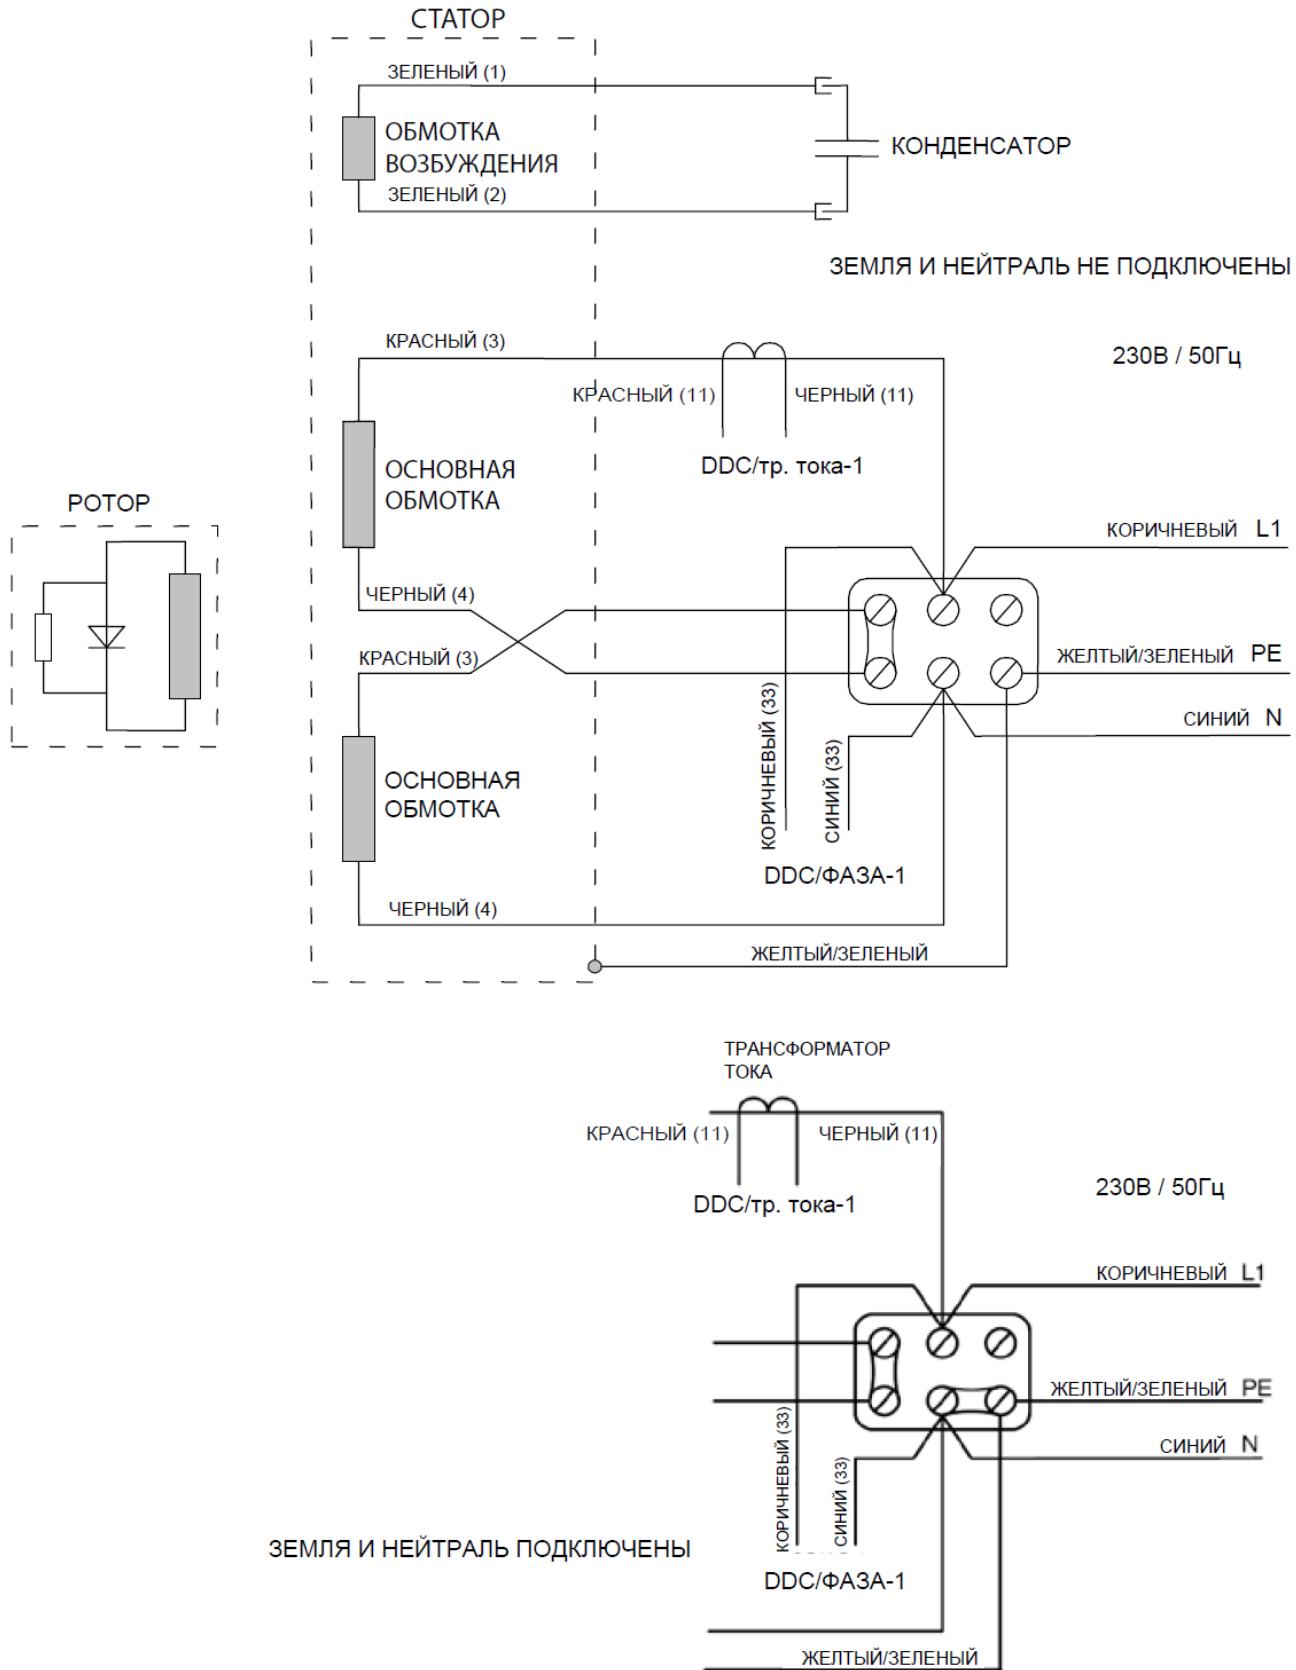 СТАТОР
ЗЕЛЕНЫЙ (1)
ОБМОТКА
ВОЗБУЖДЕНИЯ
КОНДЕНСАТОР
ЗЕЛЕНЫЙ (2)
ЗЕМЛЯ И НЕЙТРАЛЬ НЕ ПОДКЛЮЧЕНЫ
КРАСНЫЙ (3)
230В / 50Гц
КРАСНЫЙ (11)
ЧЕРНЫЙ (11)
DDC/тр. тока-1
ОСНОВНАЯ
ОБМОТКА
РОТОР
КОРИЧНЕВЫЙ L1
ЧЕРНЫЙ (4)
КРАСНЫЙ (3)
ЖЕЛТЫЙ/ЗЕЛЕНЫЙ PE
СИНИЙ N
КОРИЧНЕВЫЙ (33)
СИНИЙ (33)
ОСНОВНАЯ
ОБМОТКА
DDC/ФАЗА-1
ЧЕРНЫЙ (4)
ЖЕЛТЫЙ/ЗЕЛЕНЫЙ
ТРАНСФОРМАТОР
ТОКА
КРАСНЫЙ (11)
ЧЕРНЫЙ (11)
DDC/тр. тока-1
230В / 50Гц
КОРИЧНЕВЫЙ L1
ЖЕЛТЫЙ/ЗЕЛЕНЫЙ PE
СИНИЙ N
КОРИЧНЕВЫЙ (33)
СИНИЙ (33)
ЗЕМЛЯ И НЕЙТРАЛЬ ПОДКЛЮЧЕНЫ
DDC/ФАЗА-1
ЖЕЛТЫЙ/ЗЕЛЕНЫЙ